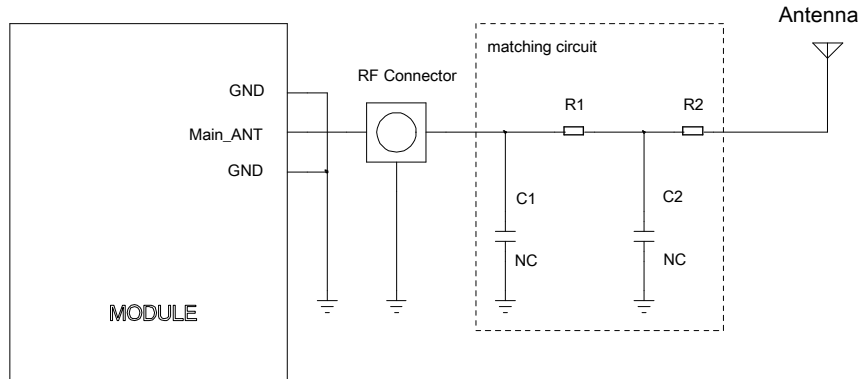 Antenna
matching circuit
RF Connector
GND
R1
R2
Main_ANT
GND
C1
C2
NC
NC
MODULE